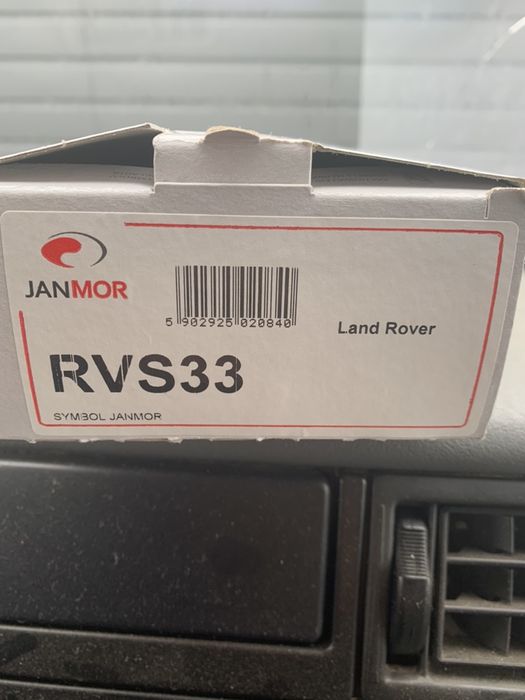 JANMOR
5 902925 020840
Land Rover
RVS33
SYMBOL JANMOR